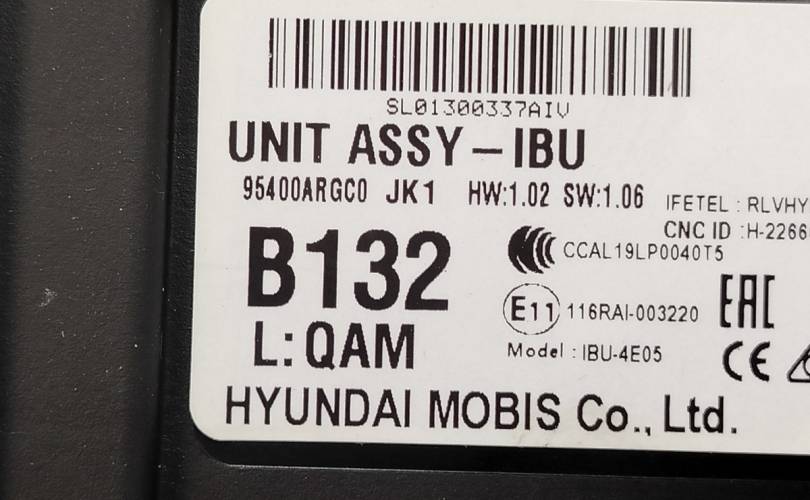 SL01300337AIV
UNIT ASSY-IBU
95400ARGC0 JK1 HW:1.02 SW:1.06
IFETEL : RLVHY
CNC ID :H-2266
B132
CCAL19LP0040T5
E11 116RAI-003220 EAC
L:QAM
Model : IBU-4E05 CE
HYUNDAI MOBIS Co., Ltd.